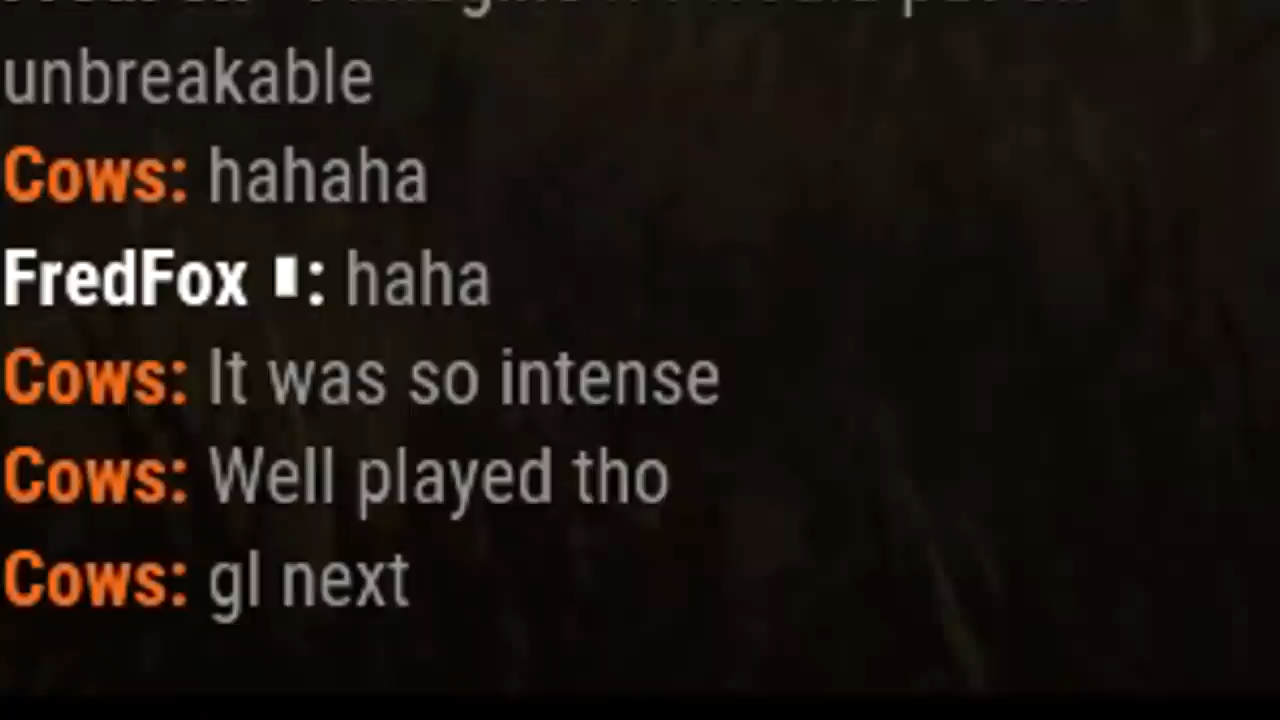 unbreakable
Cows: hahaha
FredFox ▮: haha
Cows: It was so intense
Cows: Well played tho
Cows: gl next